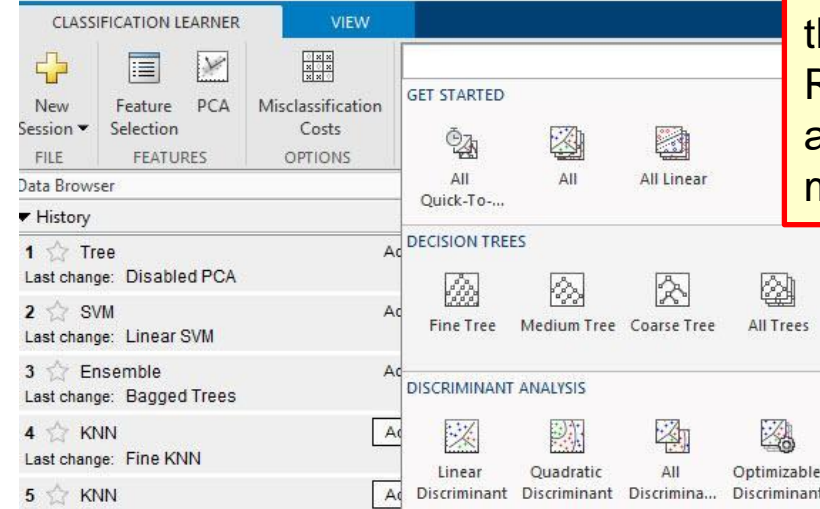 CLASSIFICATION LEARNER VIEW
New Session Feature Selection PCA Misclassification Costs
FILE FEATURES OPTIONS
Data Browser
History
1 Tree
Last change: Disabled PCA
2 SVM
Last change: Linear SVM
3 Ensemble
Last change: Bagged Trees
4 KNN
Last change: Fine KNN
5 KNN
GET STARTED
All Quick-To-... All All Linear
DECISION TREES
Fine Tree Medium Tree Coarse Tree All Trees
DISCRIMINANT ANALYSIS
Linear Discriminant Quadratic Discriminant All Discrimina... Optimizable Discriminant